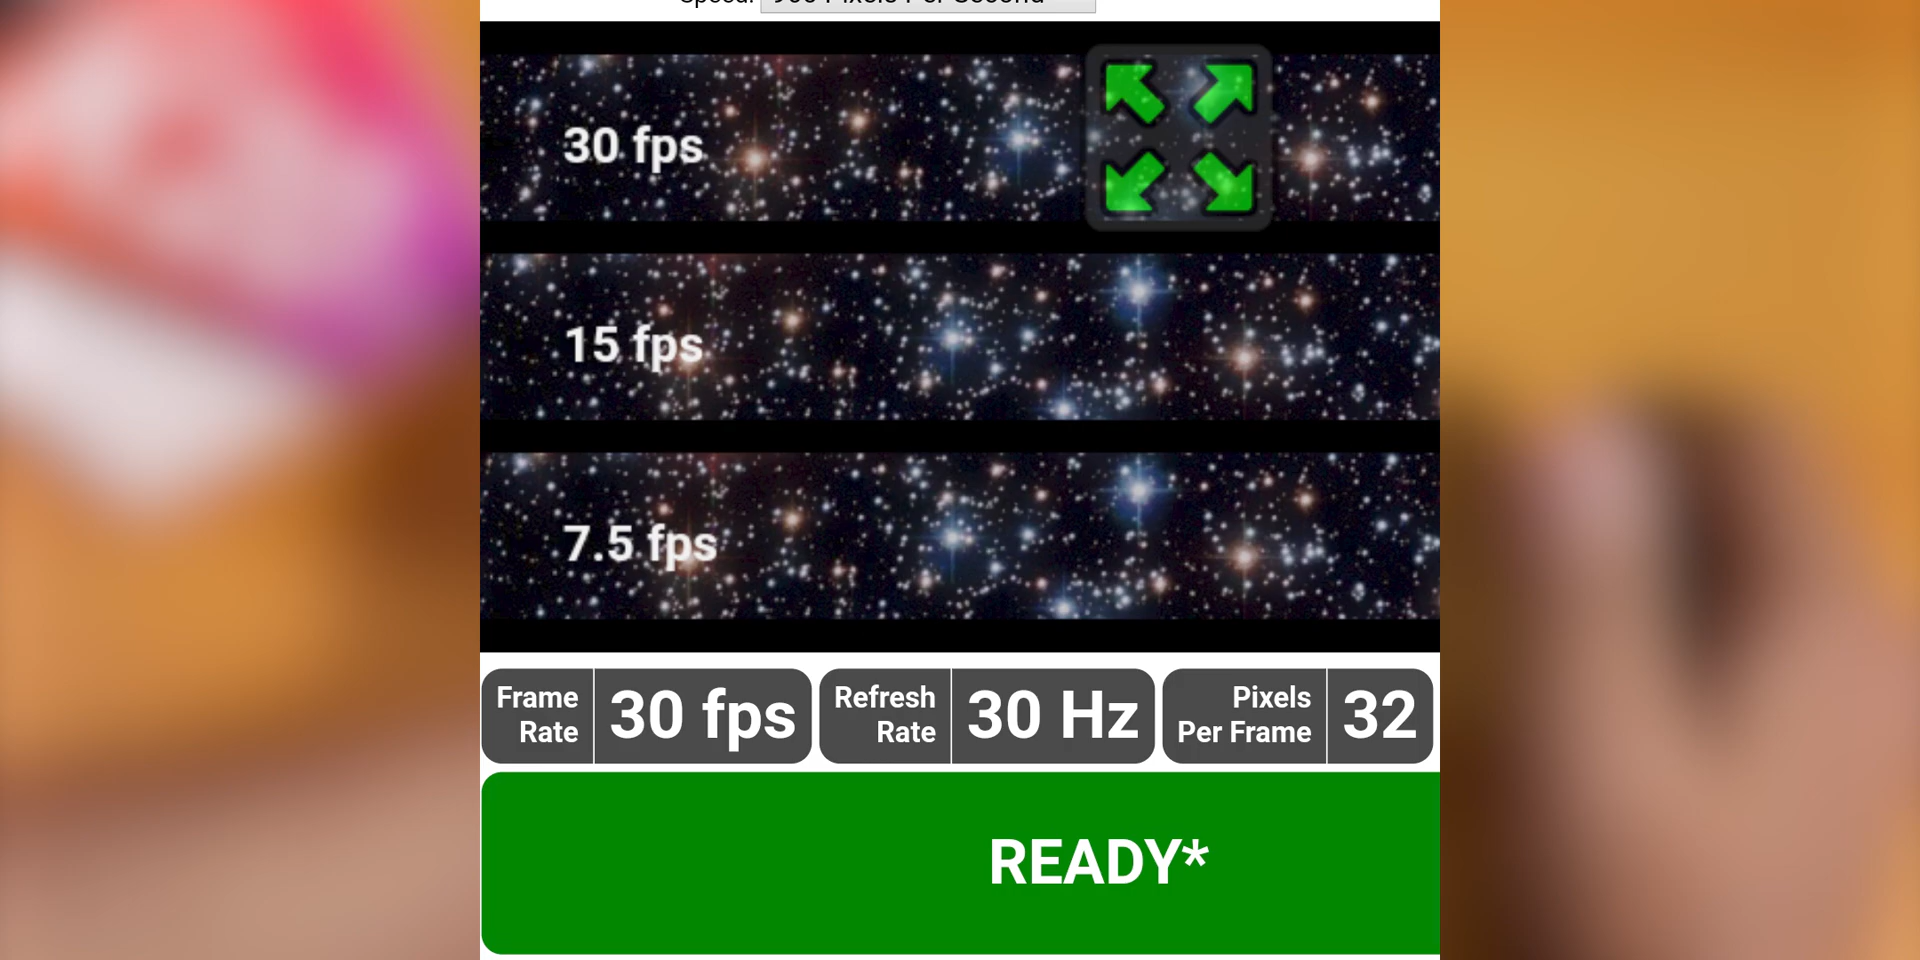 30 fps
15 fps
7.5 fps
Frame Rate
30 fps
Refresh Rate
30 Hz
Pixels Per Frame
32
READY*